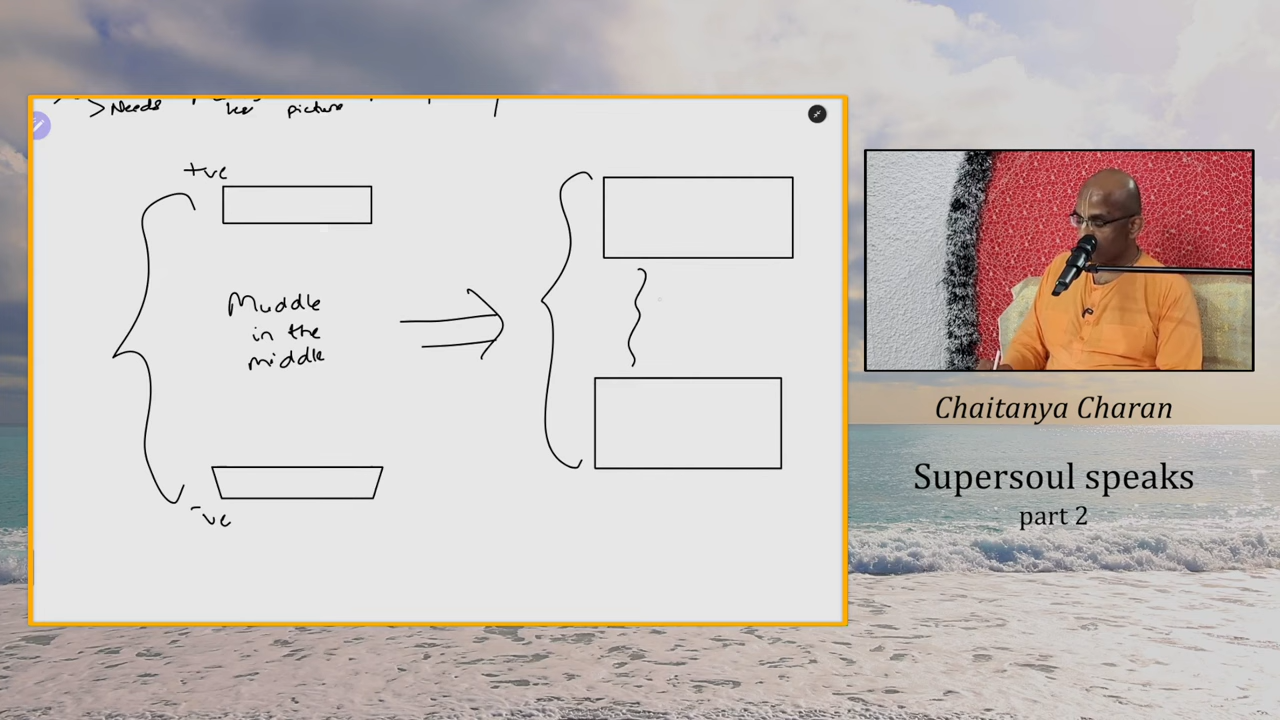 > Needs picture
+ve
Muddle
in the
middle
-ve
Chaitanya Charan
Supersoul speaks
part 2